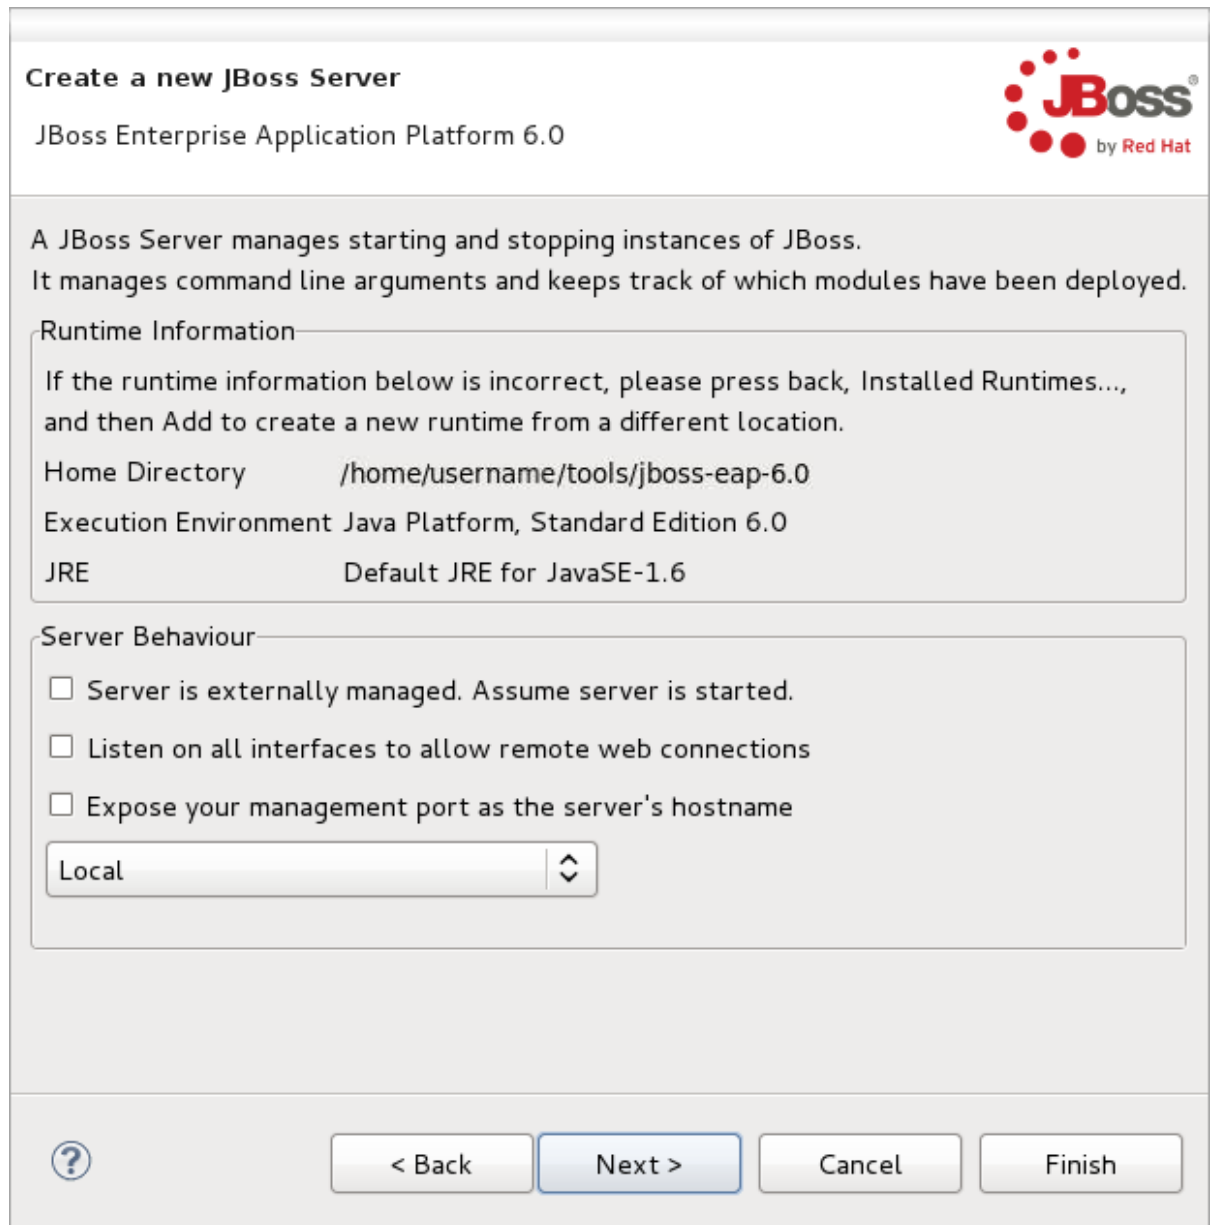 Create a new JBoss Server
JBoss Enterprise Application Platform 6.0
JBoss®
by Red Hat
A JBoss Server manages starting and stopping instances of JBoss.
It manages command line arguments and keeps track of which modules have been deployed.
Runtime Information
If the runtime information below is incorrect, please press back, Installed Runtimes...,
and then Add to create a new runtime from a different location.
Home Directory /home/username/tools/jboss-eap-6.0
Execution Environment Java Platform, Standard Edition 6.0
JRE Default JRE for JavaSE-1.6
Server Behaviour
Server is externally managed. Assume server is started.
Listen on all interfaces to allow remote web connections
Expose your management port as the server's hostname
Local
? < Back Next > Cancel Finish